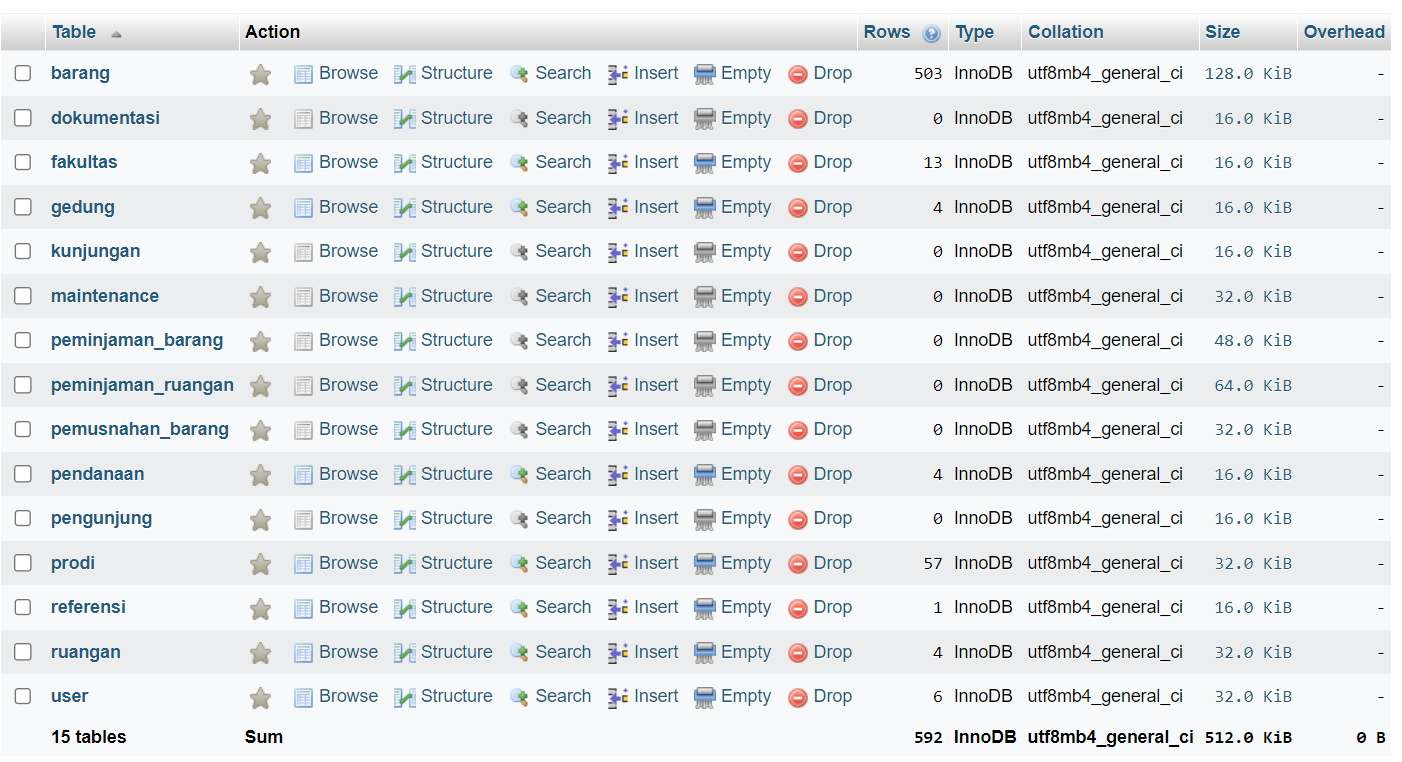 Table Action Rows Type Collation Size Overhead
barang Browse Structure Search Insert Empty Drop 503 InnoDB utf8mb4_general_ci 128.0 KiB -
dokumentasi Browse Structure Search Insert Empty Drop 0 InnoDB utf8mb4_general_ci 16.0 KiB -
fakultas Browse Structure Search Insert Empty Drop 13 InnoDB utf8mb4_general_ci 16.0 KiB -
gedung Browse Structure Search Insert Empty Drop 4 InnoDB utf8mb4_general_ci 16.0 KiB -
kunjungan Browse Structure Search Insert Empty Drop 0 InnoDB utf8mb4_general_ci 16.0 KiB -
maintenance Browse Structure Search Insert Empty Drop 0 InnoDB utf8mb4_general_ci 32.0 KiB -
peminjaman_barang Browse Structure Search Insert Empty Drop 0 InnoDB utf8mb4_general_ci 48.0 KiB -
peminjaman_ruangan Browse Structure Search Insert Empty Drop 0 InnoDB utf8mb4_general_ci 64.0 KiB -
pemusnahan_barang Browse Structure Search Insert Empty Drop 0 InnoDB utf8mb4_general_ci 32.0 KiB -
pendanaan Browse Structure Search Insert Empty Drop 4 InnoDB utf8mb4_general_ci 16.0 KiB -
pengunjung Browse Structure Search Insert Empty Drop 0 InnoDB utf8mb4_general_ci 16.0 KiB -
prodi Browse Structure Search Insert Empty Drop 57 InnoDB utf8mb4_general_ci 32.0 KiB -
referensi Browse Structure Search Insert Empty Drop 1 InnoDB utf8mb4_general_ci 16.0 KiB -
ruangan Browse Structure Search Insert Empty Drop 4 InnoDB utf8mb4_general_ci 32.0 KiB -
user Browse Structure Search Insert Empty Drop 6 InnoDB utf8mb4_general_ci 32.0 KiB -
15 tables Sum 592 InnoDB utf8mb4_general_ci 512.0 KiB 0 B